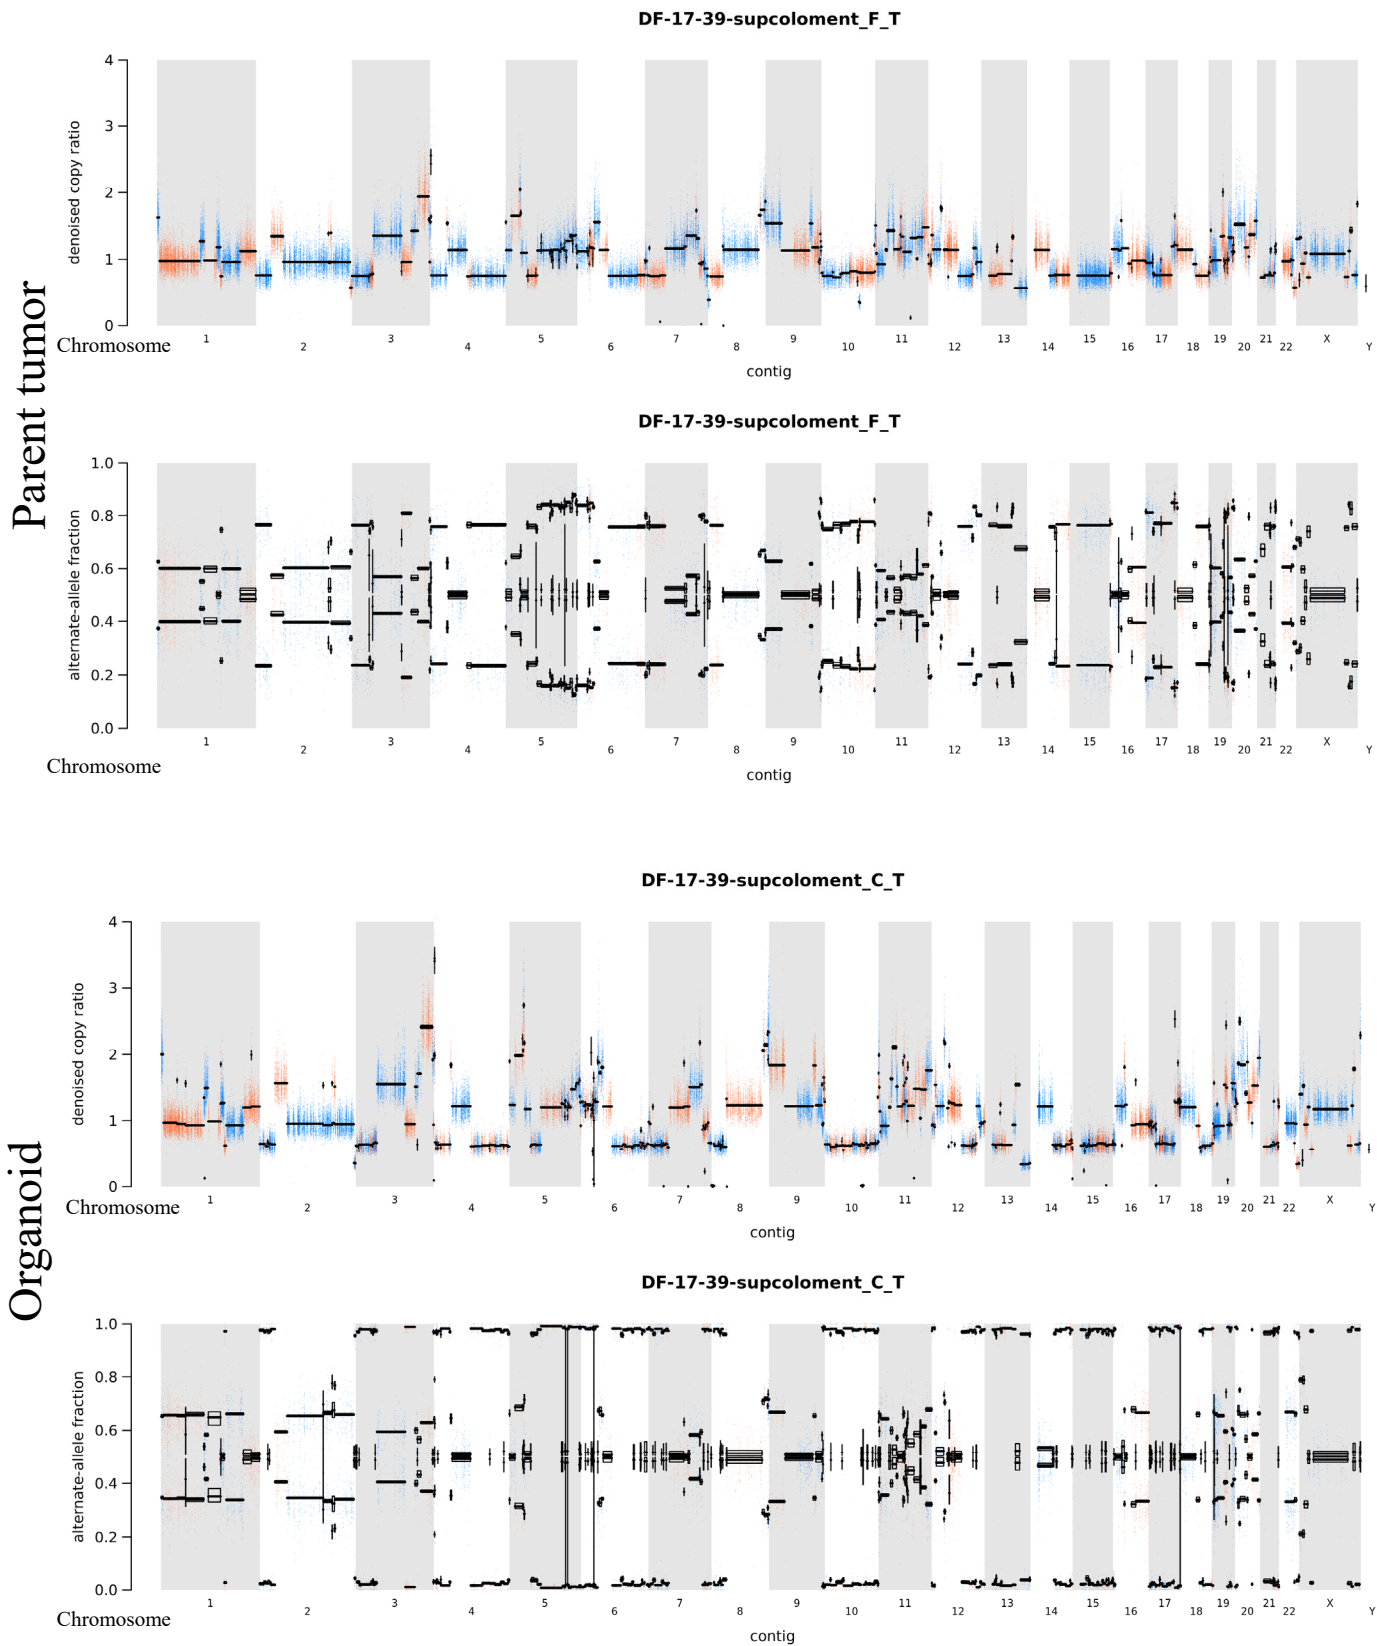 Parent tumor
DF-17-39-supcoloment_F_T
denoised copy ratio
4
3
2
1
0
Chromosome
1 2 3 4 5 6 7 8 9 10 11 12 13 14 15 16 17 18 19 20 21 22 X Y
contig
DF-17-39-supcoloment_F_T
alternate-allele fraction
1.0
0.8
0.6
0.4
0.2
0.0
Chromosome
1 2 3 4 5 6 7 8 9 10 11 12 13 14 15 16 17 18 19 20 21 22 X Y
contig
Organoid
DF-17-39-supcoloment_C_T
denoised copy ratio
4
3
2
1
0
Chromosome
1 2 3 4 5 6 7 8 9 10 11 12 13 14 15 16 17 18 19 20 21 22 X Y
contig
DF-17-39-supcoloment_C_T
alternate-allele fraction
1.0
0.8
0.6
0.4
0.2
0.0
Chromosome
1 2 3 4 5 6 7 8 9 10 11 12 13 14 15 16 17 18 19 20 21 22 X Y
contig